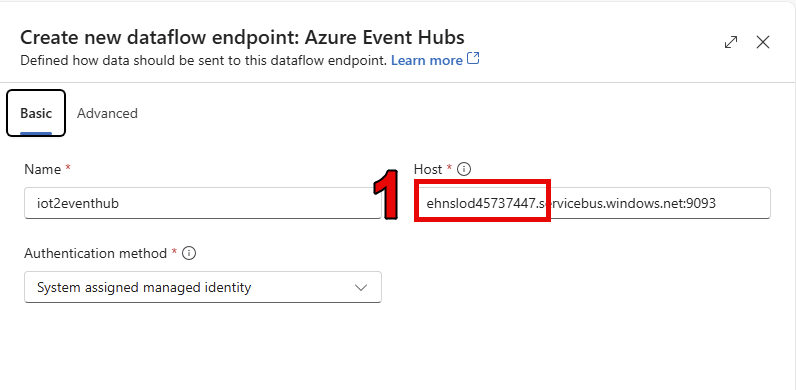 Create new dataflow endpoint: Azure Event Hubs
Defined how data should be sent to this dataflow endpoint. Learn more
Basic
Advanced
Name *
Host *
1
iot2eventhub
ehnslod45737447.servicebus.windows.net:9093
Authentication method *
System assigned managed identity